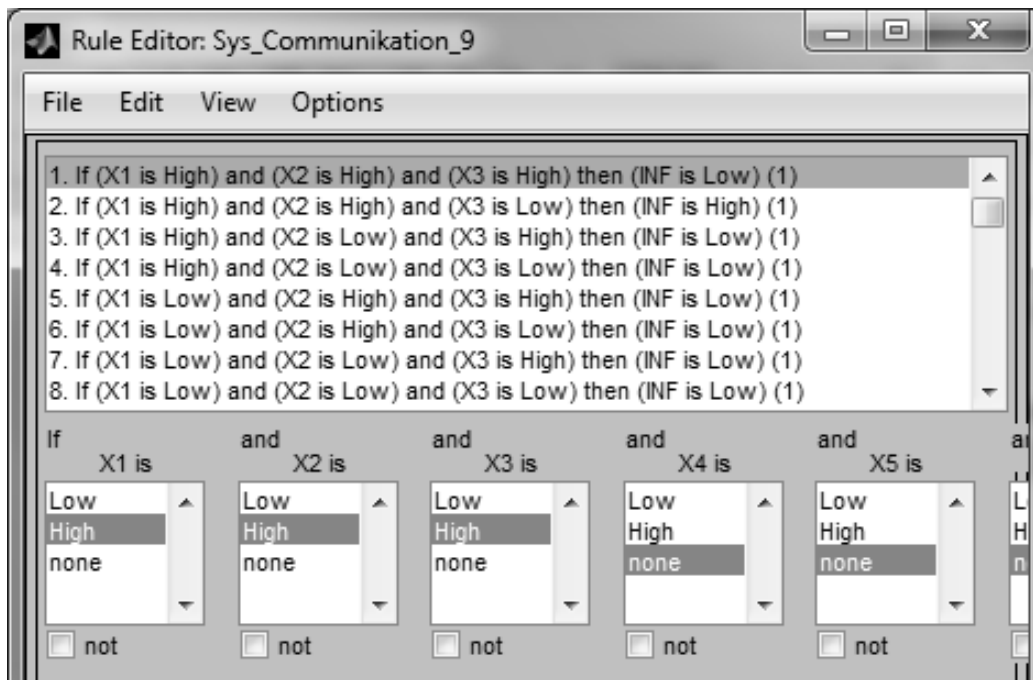 Rule Editor: Sys_Communikation_9
File Edit View Options
1. If (X1 is High) and (X2 is High) and (X3 is High) then (INF is Low) (1)
2. If (X1 is High) and (X2 is High) and (X3 is Low) then (INF is High) (1)
3. If (X1 is High) and (X2 is Low) and (X3 is High) then (INF is Low) (1)
4. If (X1 is High) and (X2 is Low) and (X3 is Low) then (INF is Low) (1)
5. If (X1 is Low) and (X2 is High) and (X3 is High) then (INF is Low) (1)
6. If (X1 is Low) and (X2 is High) and (X3 is Low) then (INF is Low) (1)
7. If (X1 is Low) and (X2 is Low) and (X3 is High) then (INF is Low) (1)
8. If (X1 is Low) and (X2 is Low) and (X3 is Low) then (INF is Low) (1)
If and and and and
X1 is X2 is X3 is X4 is X5 is
Low Low Low Low Low
High High High High High
none none none none none
not not not not not